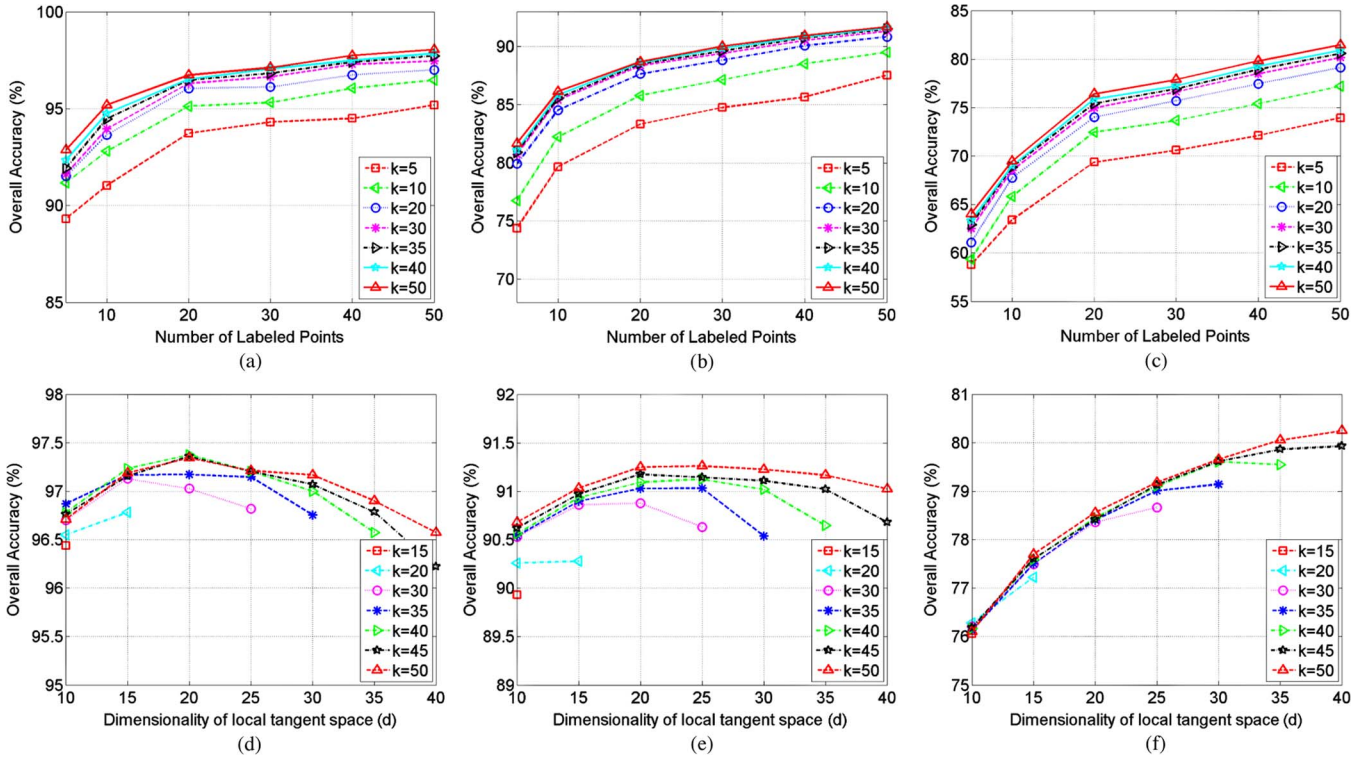 100
95
90
85
Overall Accuracy (%)
10 20 30 40 50
Number of Labeled Points
k=5
k=10
k=20
k=30
k=35
k=40
k=50
(a)
90
85
80
75
70
Overall Accuracy (%)
10 20 30 40 50
Number of Labeled Points
k=5
k=10
k=20
k=30
k=35
k=40
k=50
(b)
85
80
75
70
65
60
55
Overall Accuracy (%)
10 20 30 40 50
Number of Labeled Points
k=5
k=10
k=20
k=30
k=35
k=40
k=50
(c)
98
97.5
97
96.5
96
95.5
95
Overall Accuracy (%)
10 15 20 25 30 35 40
Dimensionality of local tangent space (d)
k=15
k=20
k=30
k=35
k=40
k=45
k=50
(d)
92
91.5
91
90.5
90
89.5
89
Overall Accuracy (%)
10 15 20 25 30 35 40
Dimensionality of local tangent space (d)
k=15
k=20
k=30
k=35
k=40
k=45
k=50
(e)
81
80
79
78
77
76
75
Overall Accuracy (%)
10 15 20 25 30 35 40
Dimensionality of local tangent space (d)
k=15
k=20
k=30
k=35
k=40
k=45
k=50
(f)